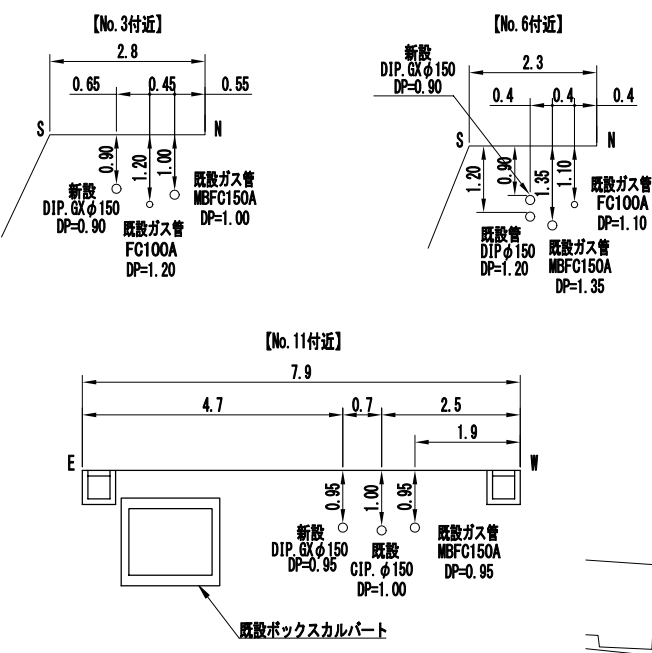 【No.3付近】
2.8
0.65
0.45
0.55
S
N
0.90
1.20
1.00
新設
DIP.GXφ150
DP=0.90
既設ガス管
FC100A
DP=1.20
既設ガス管
MBFC150A
DP=1.00
【No.6付近】
新設
DIP.GXφ150
DP=0.90
2.3
0.4
0.4
0.4
S
N
1.20
0.90
1.35
1.10
既設管
DIPφ150
DP=1.20
既設ガス管
MBFC150A
DP=1.35
既設ガス管
FC100A
DP=1.10
【No.11付近】
7.9
4.7
0.7
2.5
1.9
E
W
0.95
1.00
0.95
新設
DIP.GXφ150
DP=0.95
既設
CIP.φ150
DP=1.00
既設ガス管
MBFC150A
DP=0.95
既設ボックスカルバート